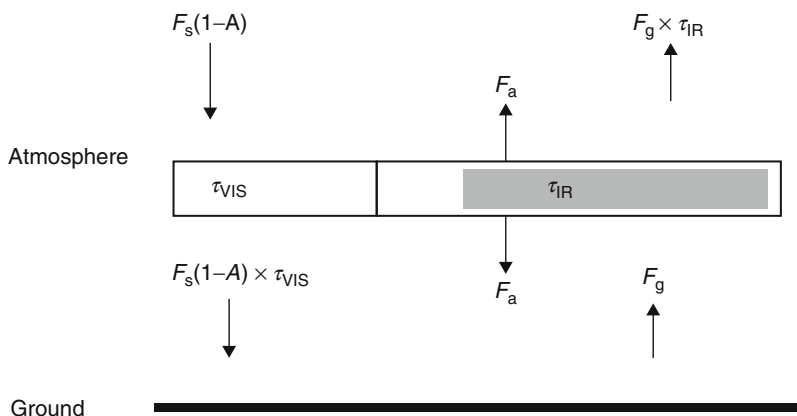 F_s(1–A)
F_g × τ_IR
F_a
Atmosphere
τ_VIS
τ_IR
F_s(1–A) × τ_VIS
F_a
F_g
Ground